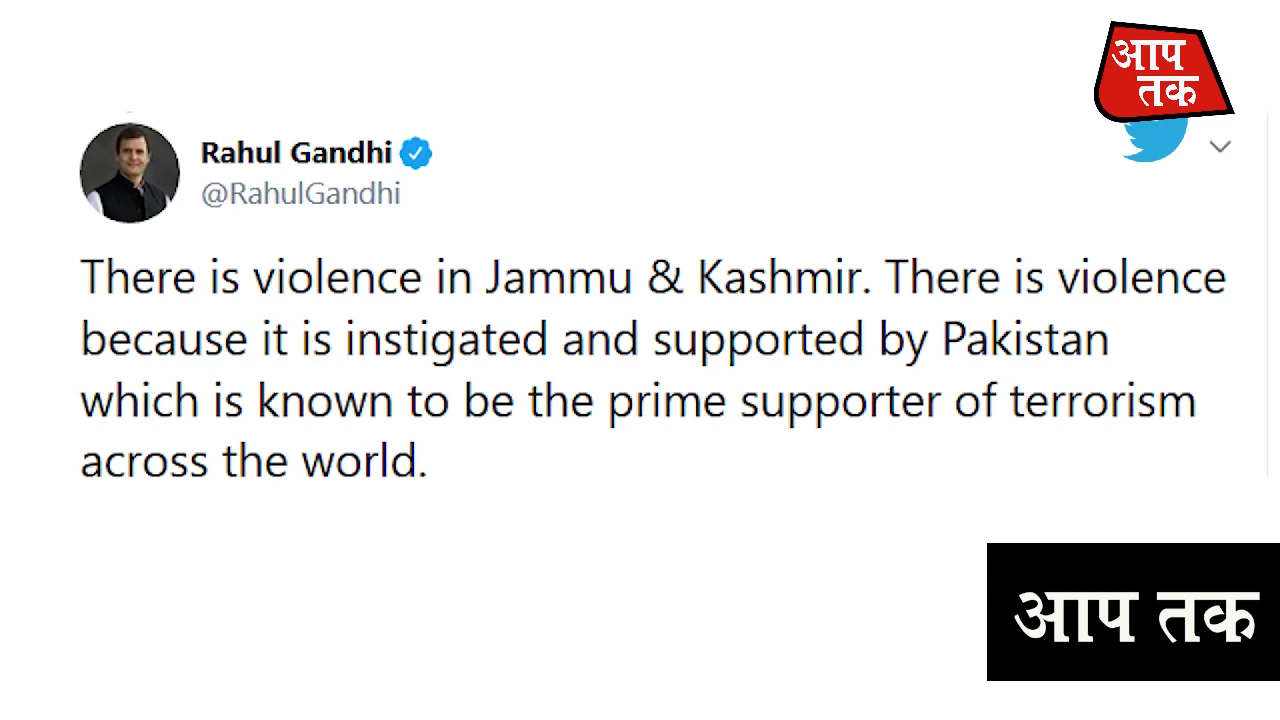 आप
तक
Rahul Gandhi
@RahulGandhi
There is violence in Jammu & Kashmir. There is violence
because it is instigated and supported by Pakistan
which is known to be the prime supporter of terrorism
across the world.
आप तक